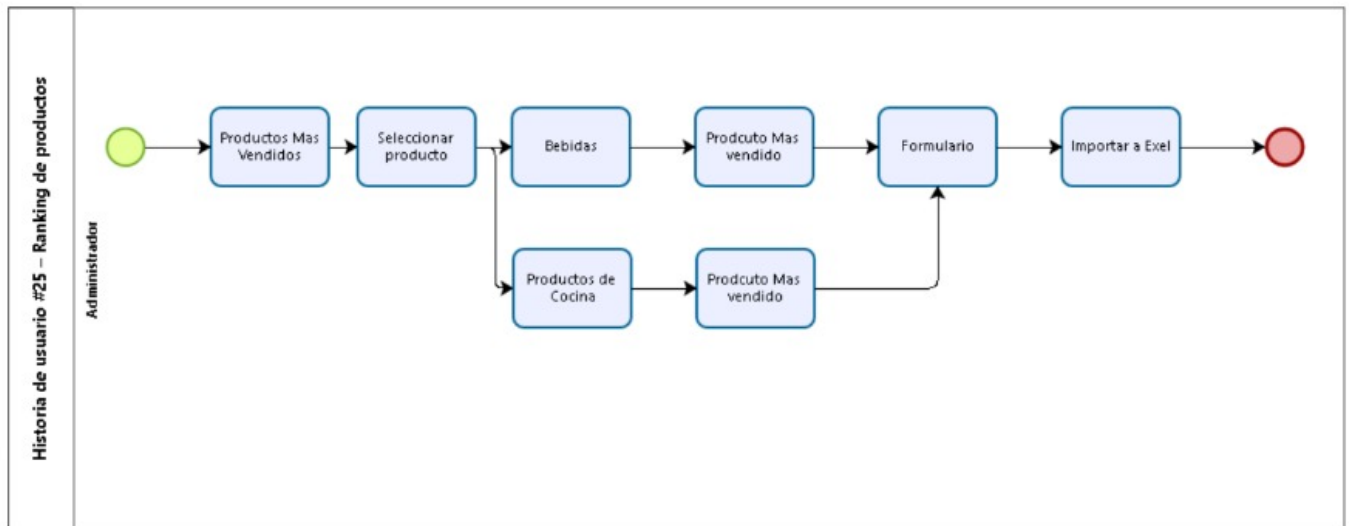 Historia de usuario #25 – Ranking de productos
Administrador
Productos Mas
Vendidos
Seleccionar
producto
Bebidas
Prodcuto Mas
vendido
Formulario
Importar a Exel
Productos de
Cocina
Prodcuto Mas
vendido